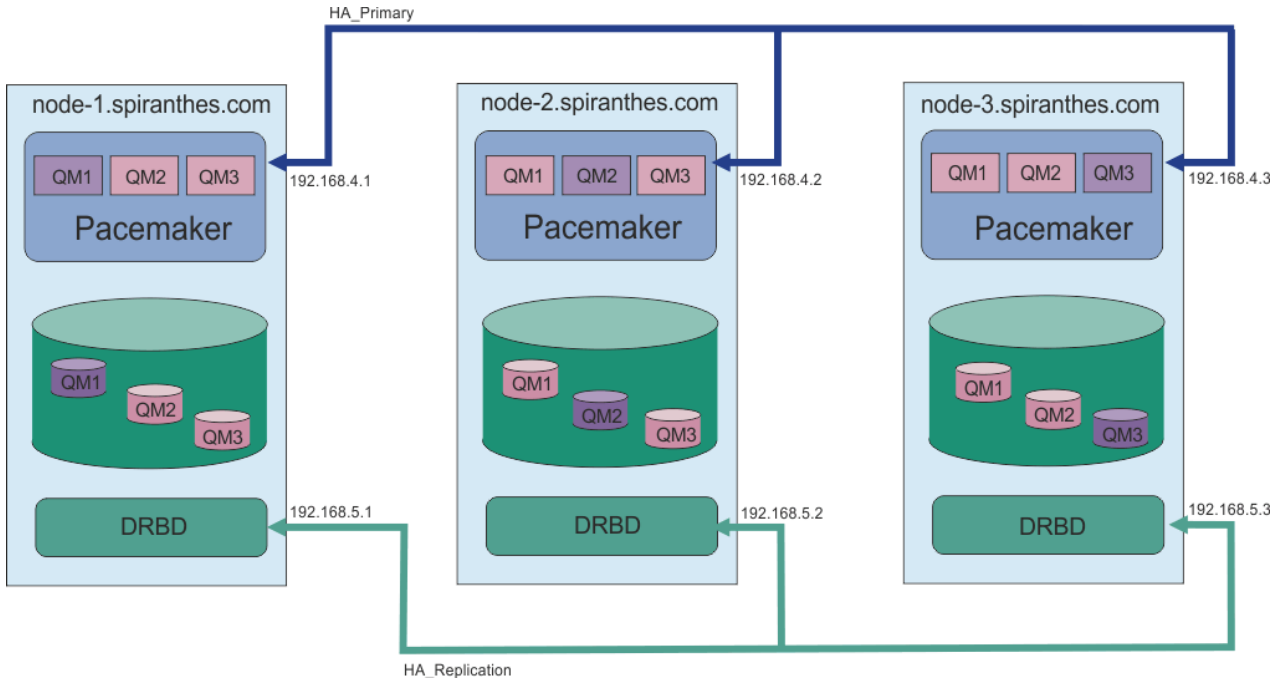 HA_Primary
node-1.spiranthes.com
QM1 QM2 QM3
Pacemaker
192.168.4.1
QM1
QM2
QM3
DRBD
192.168.5.1
node-2.spiranthes.com
QM1 QM2 QM3
Pacemaker
192.168.4.2
QM1
QM2
QM3
DRBD
192.168.5.2
node-3.spiranthes.com
QM1 QM2 QM3
Pacemaker
192.168.4.3
QM1
QM2
QM3
DRBD
192.168.5.3
HA_Replication